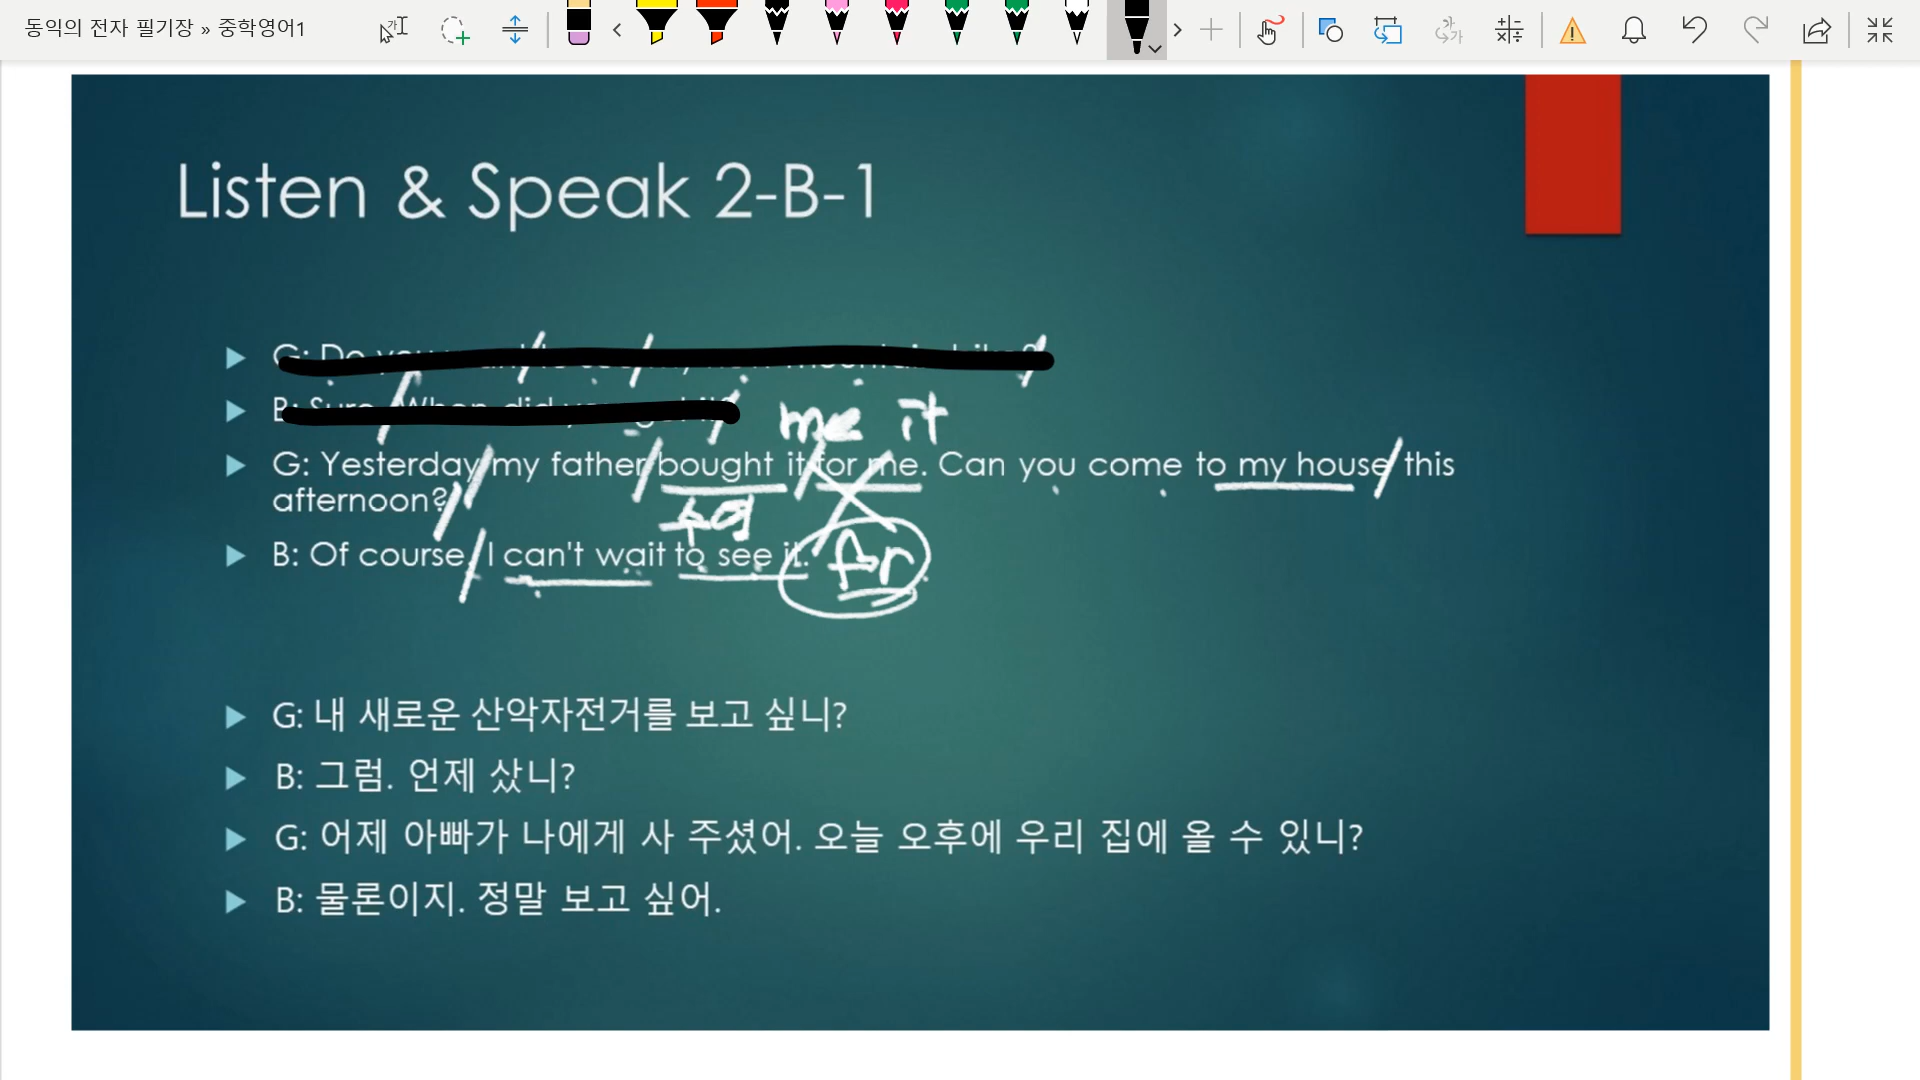 동익의 전자 필기장 » 중학영어1
Listen & Speak 2-B-1
me it
G: Yesterday my father bought it for me. Can you come to my house this
afternoon?
수여
B: Of course. I can't wait to see it.
for
G: 내 새로운 산악자전거를 보고 싶니?
B: 그럼. 언제 샀니?
G: 어제 아빠가 나에게 사 주셨어. 오늘 오후에 우리 집에 올 수 있니?
B: 물론이지. 정말 보고 싶어.